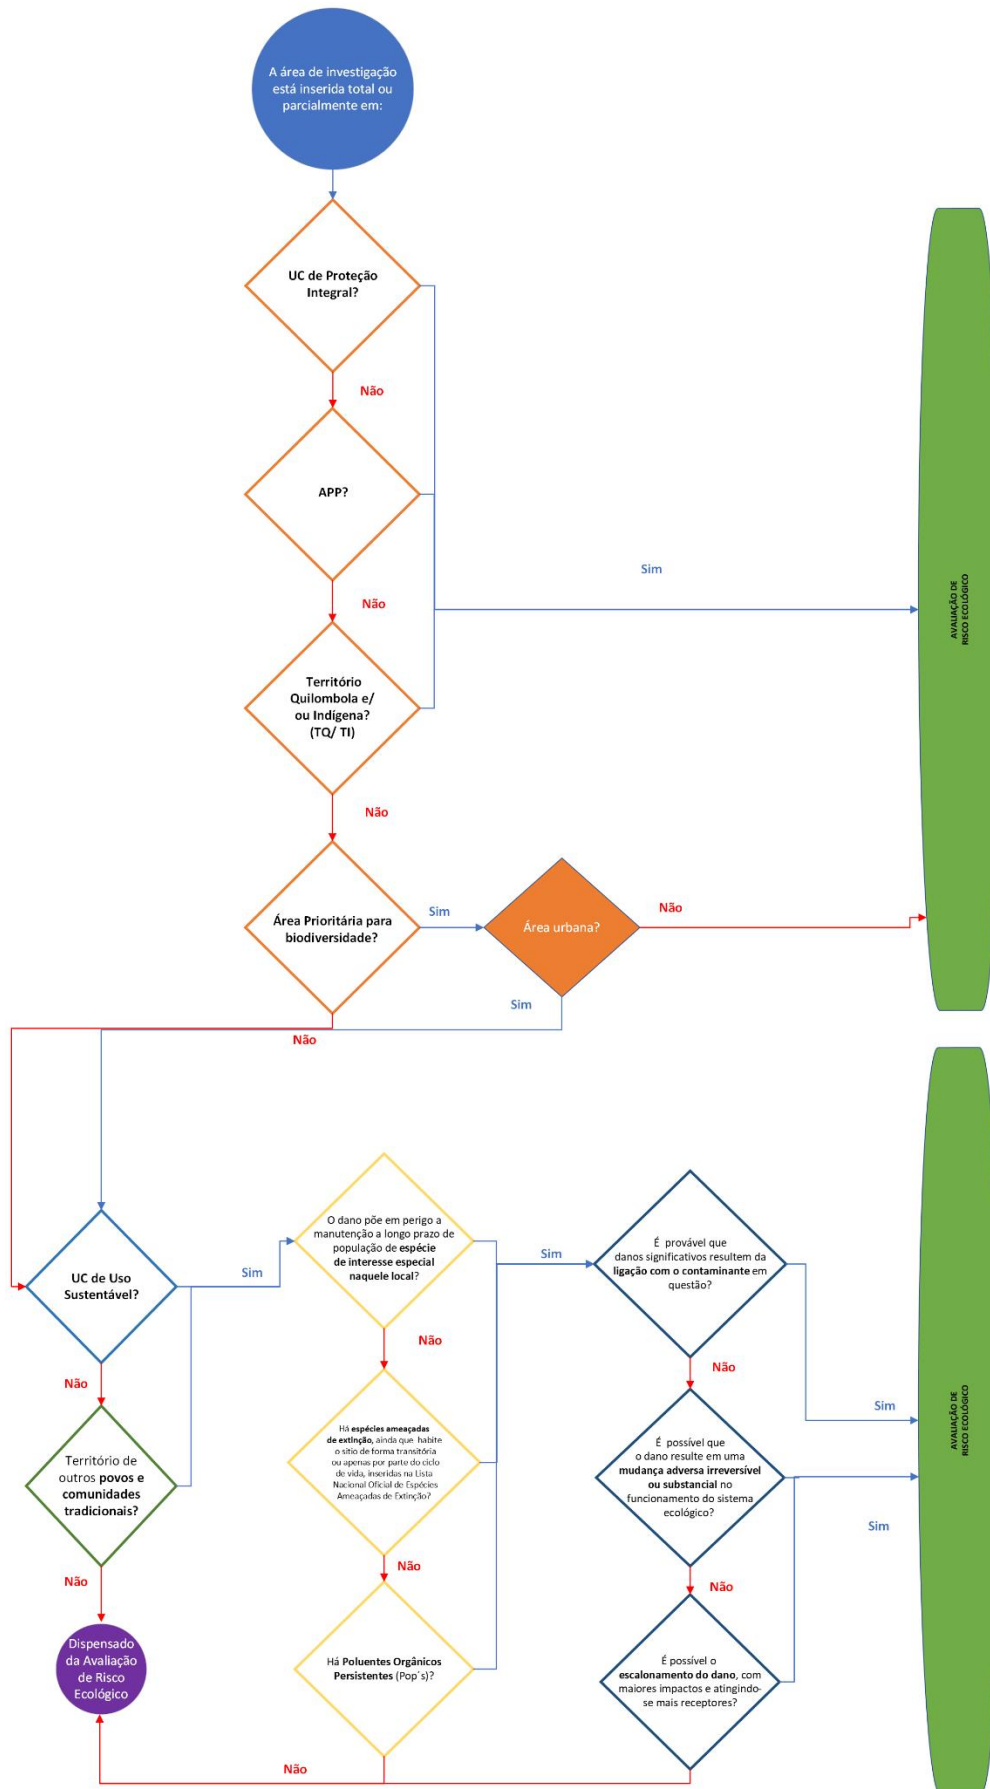 A área de investigação
está inserida total ou
parcialmente em:
UC de Proteção
Integral?
Não
APP?
Sim
Não
Território
Quilombola e/
ou Indígena?
(TQ/ TI)
Não
AVALIAÇÃO DE
RISCO ECOLÓGICO
Área Prioritária para
biodiversidade?
Sim
Área urbana?
Não
Sim
Não
UC de Uso
Sustentável?
Sim
Não
Território de
outros povos e
comunidades
tradicionais?
Não
Dispensado
da Avaliação
de Risco
Ecológico
O dano põe em perigo a
manutenção a longo prazo de
população de espécie
de interesse especial
naquele local?
Sim
Não
Há espécies ameaçadas
de extinção, ainda que habite
o sítio de forma transitória
ou apenas por parte do ciclo
de vida, inseridas na Lista
Nacional Oficial de Espécies
Ameaçadas de Extinção?
Não
Há Poluentes Orgânicos
Persistentes (Pop´s)?
Não
É provável que
danos significativos resultem da
ligação com o contaminante em
questão?
Sim
Não
É possível que
o dano resulte em uma
mudança adversa irreversível
ou substancial no
funcionamento do sistema
ecológico?
Sim
Não
É possível o
escalonamento do dano, com
maiores impactos e atingindo-
se mais receptores?
AVALIAÇÃO DE
RISCO ECOLÓGICO